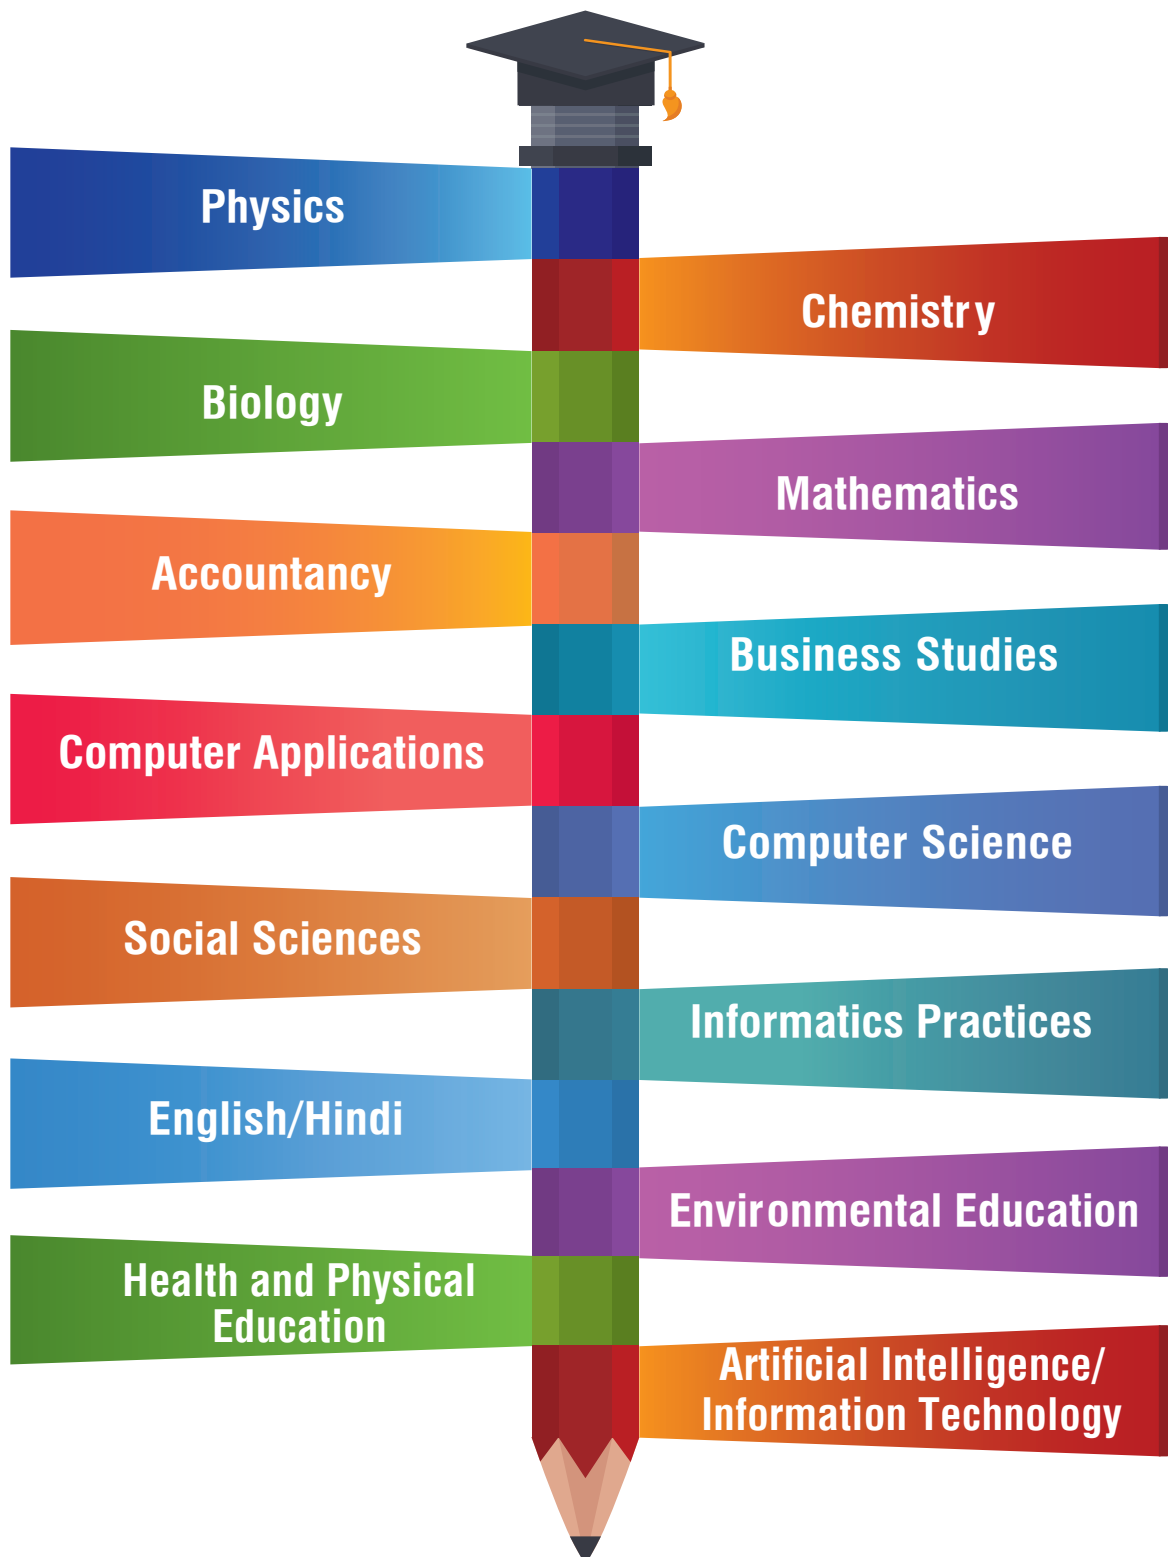 Physics
Chemistry
Biology
Mathematics
Accountancy
Business Studies
Computer Applications
Computer Science
Social Sciences
Informatics Practices
English/Hindi
Environmental Education
Health and Physical
Education
Artificial Intelligence/
Information Technology